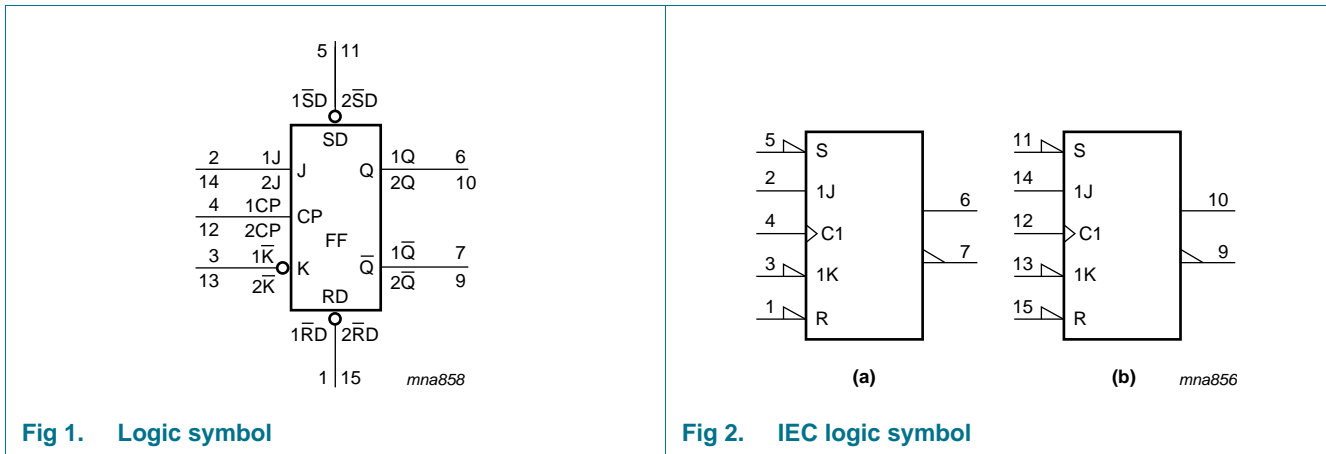 5 11
1S̅D 2S̅D
SD
2 1J J Q 1Q 6
14 2J 2Q 10
4 1CP CP
12 2CP
FF
3 1K̅ K Q̅ 1Q̅ 7
13 2K̅ 2Q̅ 9
RD
1R̅D 2R̅D
1 15 mna858
Fig 1. Logic symbol
5 S
2 1J
6
4 C1
7
3 1K
1 R
(a)
11 S
14 1J
10
12 C1
9
13 1K
15 R
(b) mna856
Fig 2. IEC logic symbol